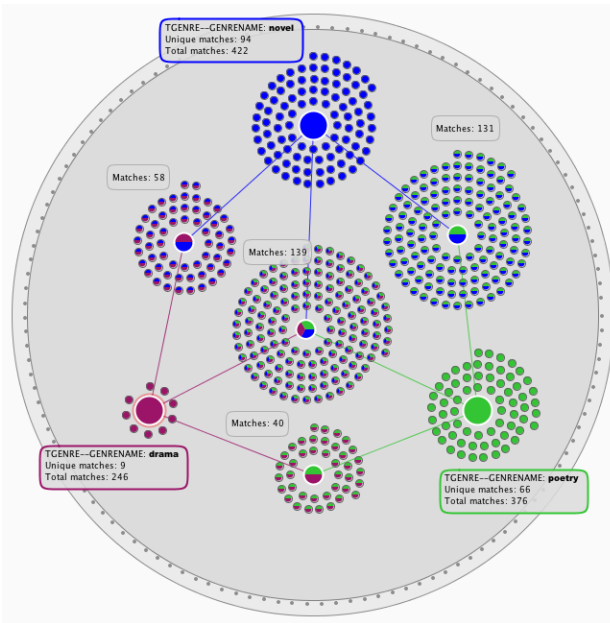 TGENRE--GENRENAME: novel
Unique matches: 94
Total matches: 422
Matches: 131
Matches: 58
Matches: 139
Matches: 40
TGENRE--GENRENAME: drama
Unique matches: 9
Total matches: 246
TGENRE--GENRENAME: poetry
Unique matches: 66
Total matches: 376